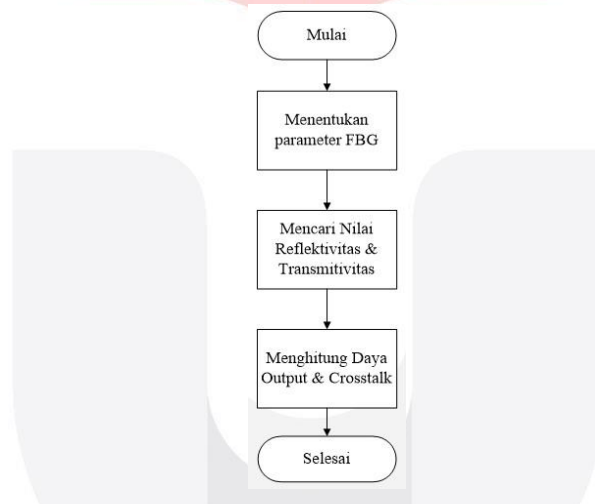 Mulai
Menentukan
parameter FBG
Mencari Nilai
Reflektivitas &
Transmitivitas
Menghitung Daya
Output & Crosstalk
Selesai